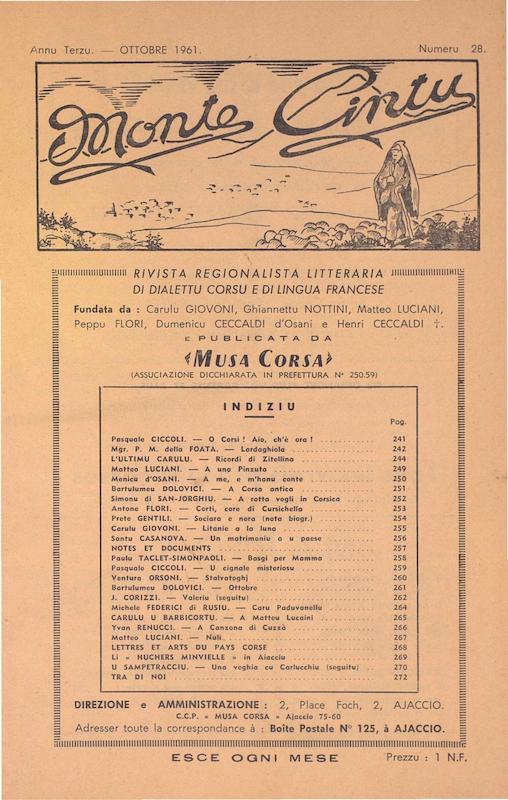 Annu Terzu. — OTTOBRE 1961. Numeru 28.
Monte Cintu
RIVISTA REGIONALISTA LITTERARIA
DI DIALETTU CORSU E DI LINGUA FRANCESE
Fundata da : Carulu GIOVONI, Ghiannettu NOTTINI, Matteo LUCIANI,
Peppu FLORI, Dumenicu CECCALDI d'Osani e Henri CECCALDI †.
E PUBLICATA DA
« MUSA CORSA »
(ASSUCIAZIONE DICCHIARATA IN PREFETTURA N° 250.59)
INDIZIU
Pag.
Pasquale CICCOLI. — O Corsi ! Aio, ch'è ora ! 241
Mgr. P. M. della FOATA. — Lordaghiola 242
L'ULTIMU CARULU. — Ricordi di Zitellina 244
Matteo LUCIANI. — A una Pinzuta 249
Menicu d'OSANI. — A me, e m'hanu conte 250
Bartulumeu DOLOVICI. — A Corsa antica 251
Simonu di SAN-JORGHIU. — A rotta vogli in Corsica 252
Antone FLORI. — Corti, core di Cursichella 253
Prete GENTILI. — Sociara e nora (nota biogr.) 254
Carulu GIOVONI. — Litanie a la luna 255
Santu CASANOVA. — Un matrimoniu a u paese 256
NOTES ET DOCUMENTS 257
Paulu TACLET-SIMONPAOLI. — Basgi per Mamma 258
Pasquale CICCOLI. — U cignale misteriosu 259
Ventura ORSONI. — Stalvatoghj 260
Bartulumeu DOLOVICI. — Ottobre 261
J. CORIZZI. — Valeriu (seguitu) 262
Michele FEDERICI di RUSIU. — Caru Paduvanellu 264
CARULU U BARBICORTU. — A Matteu Lucaini 265
Yvan RENUCCI. — A Canzona di Cuzzà 266
Matteo LUCIANI. — Nuli 267
LETTRES ET ARTS DU PAYS CORSE 268
Li « HUCHERS MINVIELLE » in Aiacciu 269
U SAMPETRACCIU. — Una veghia cu Carlucchiu (seguitu) 270
TRA DI NOI 272
DIREZIONE e AMMINISTRAZIONE : 2, Place Foch, 2, AJACCIO.
C.C.P. « MUSA CORSA » Ajaccio 75-60
Adresser toute la correspondance à : Boîte Postale N° 125, à AJACCIO.
ESCE OGNI MESE Prezzu : 1 N.F.